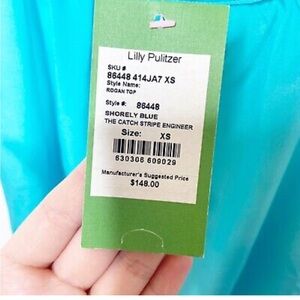 Lilly Pulitzer
SKU #
86448 414JA7 XS
Style Name:
ROGAN TOP
Style #: 86448
SHORELY BLUE
THE CATCH STRIPE ENGINEER
Size: XS
630306 609029
Manufacturer's Suggested Price
$148.00